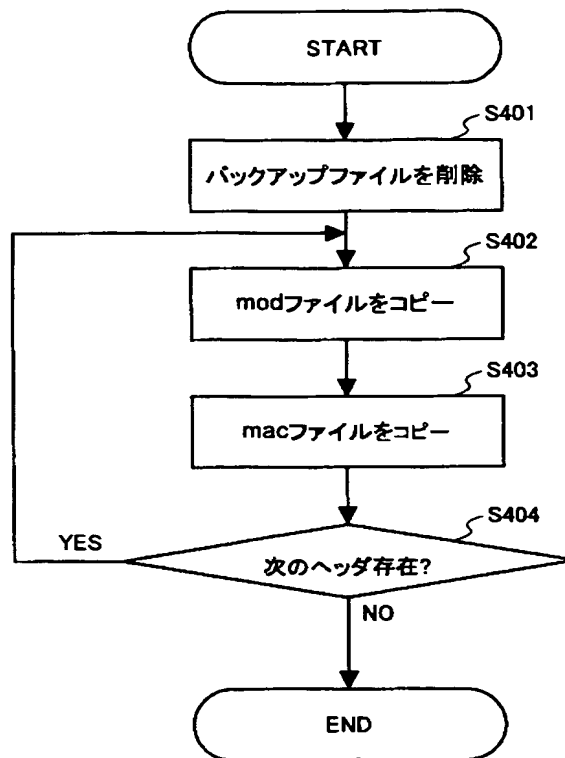 START
S401
バックアップファイルを削除
S402
modファイルをコピー
S403
macファイルをコピー
S404
YES
次のヘッダ存在?
NO
END